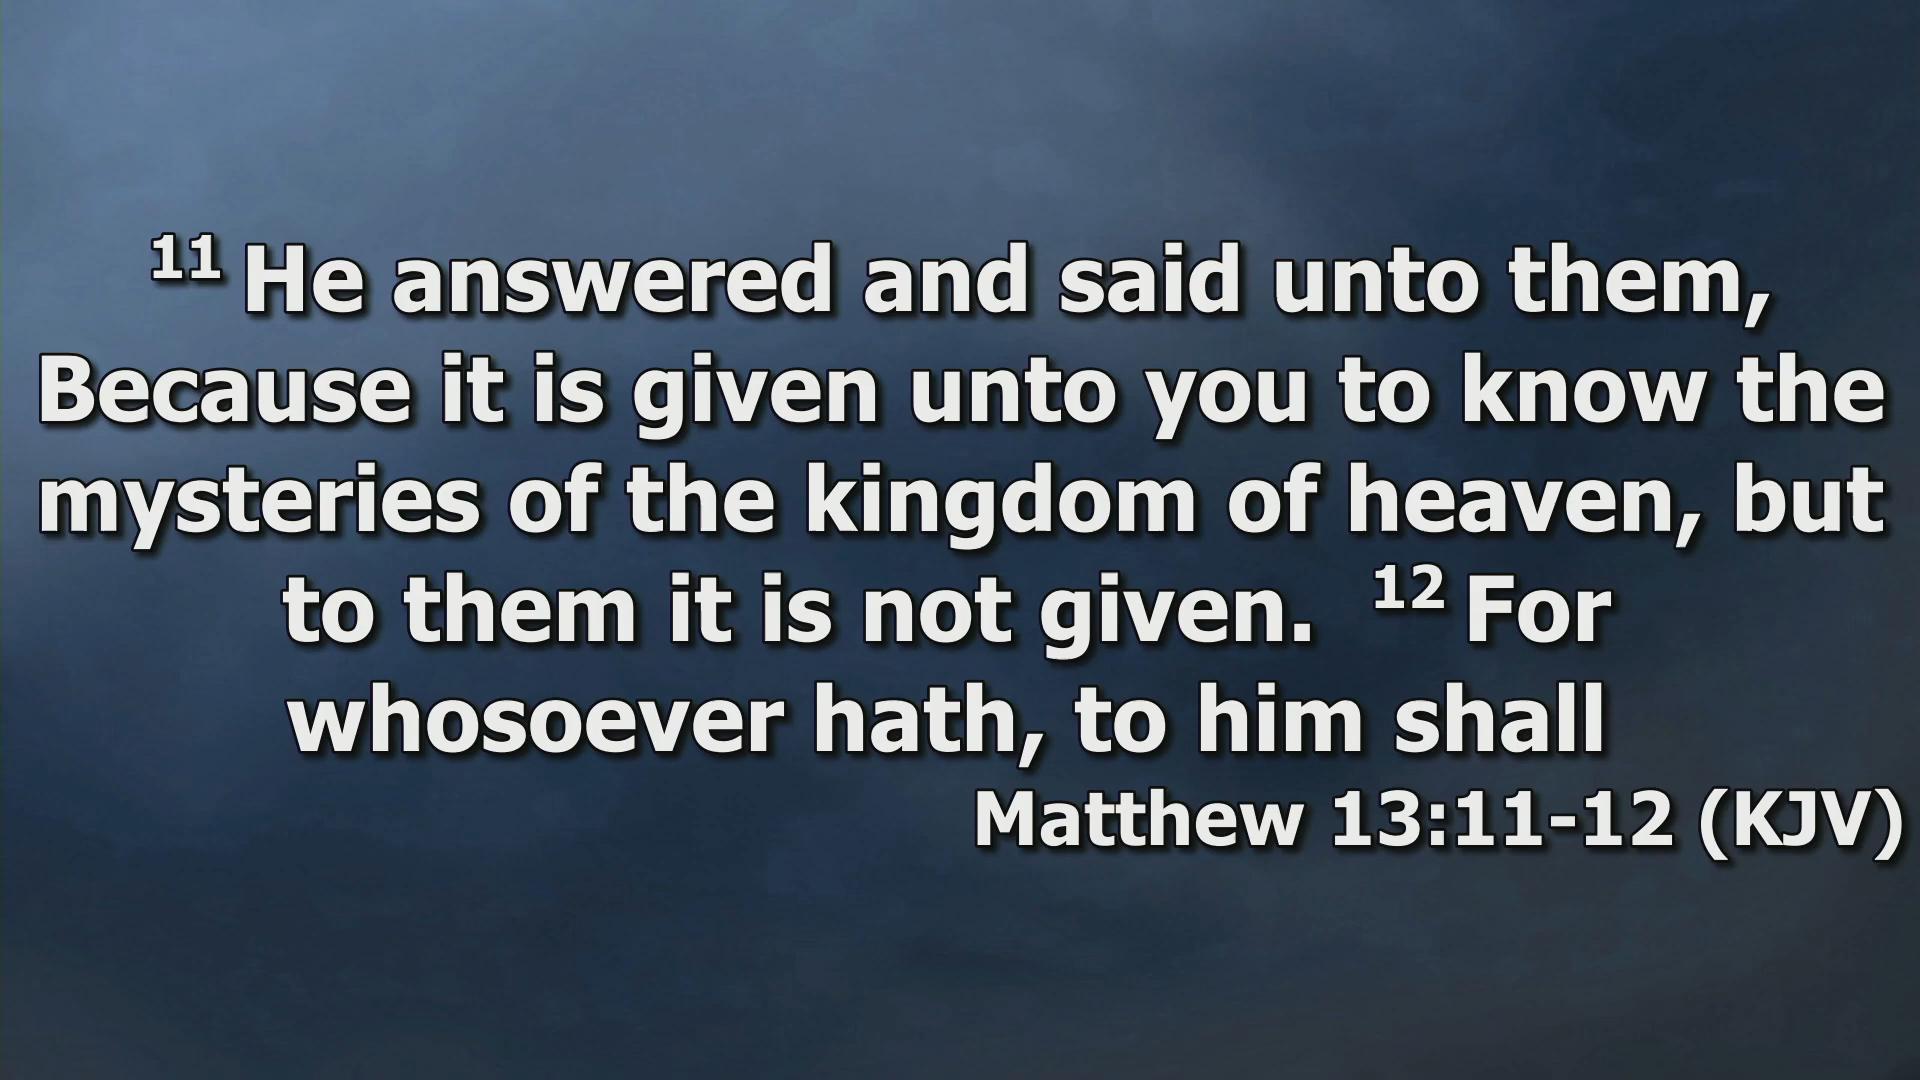 11 He answered and said unto them,
Because it is given unto you to know the
mysteries of the kingdom of heaven, but
to them it is not given. 12 For
whosoever hath, to him shall
Matthew 13:11-12 (KJV)